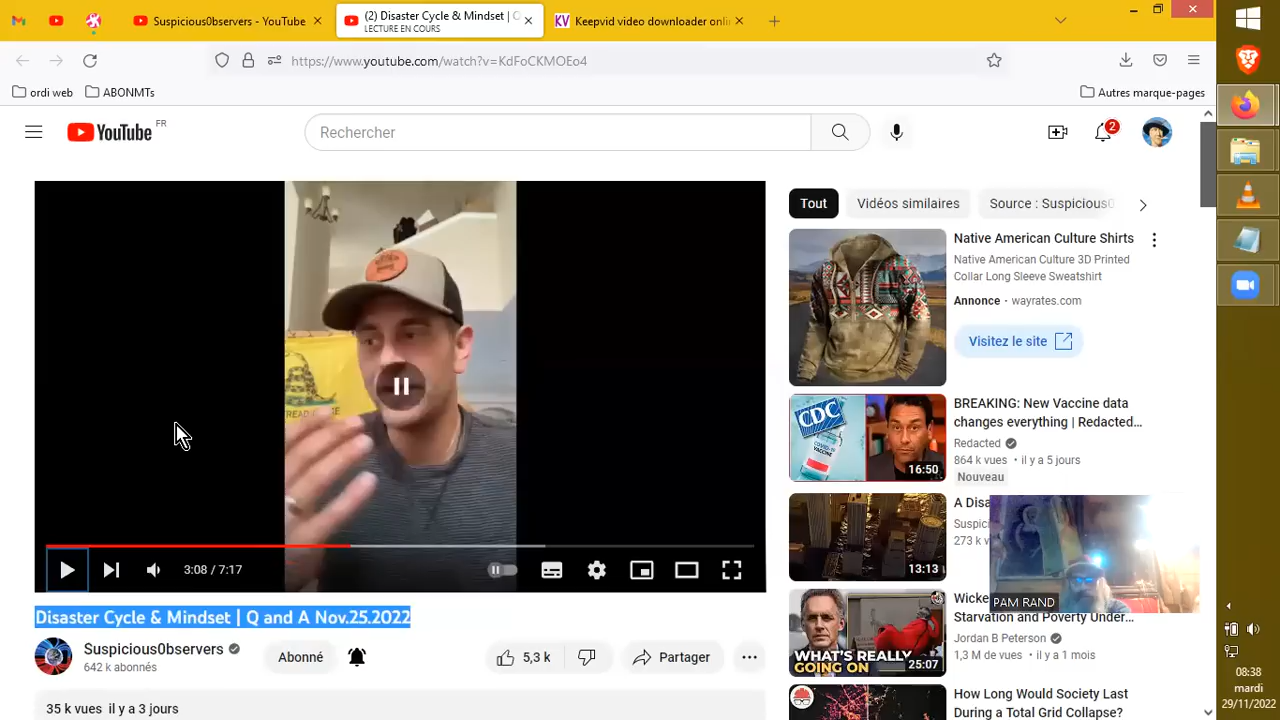 Suspicious0bservers - YouTube
(2) Disaster Cycle & Mindset | Q
LECTURE EN COURS
KV Keepvid video downloader onli
https://www.youtube.com/watch?v=KdFoCKMOEo4
ordi web
ABONMTs
Autres marque-pages
YouTube FR
Rechercher
2
Tout
Vidéos similaires
Source : Suspicious0
Native American Culture Shirts
Native American Culture 3D Printed
Collar Long Sleeve Sweatshirt
Annonce · wayrates.com
Visitez le site
CDC
16:50
BREAKING: New Vaccine data
changes everything | Redacted...
Redacted
864 k vues • il y a 5 jours
Nouveau
13:13
A Disa
Suspic
273 k
PAM RAND
WHAT'S REALLY
GOING ON
25:07
Wicke
Starvation and Poverty Under...
Jordan B Peterson
1,3 M de vues • il y a 1 mois
How Long Would Society Last
During a Total Grid Collapse?
3:08 / 7:17
Disaster Cycle & Mindset | Q and A Nov.25.2022
Suspicious0bservers
642 k abonnés
Abonné
5,3 k
Partager
35 k vues il y a 3 jours
08:38
mardi
29/11/2022